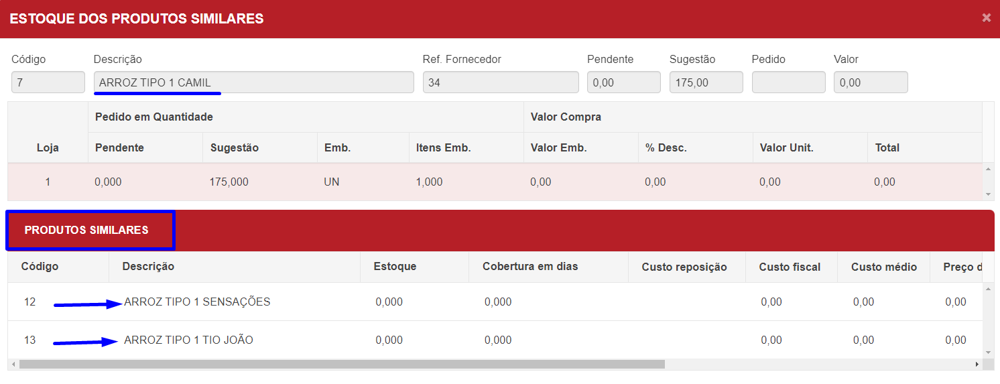 ESTOQUE DOS PRODUTOS SIMILARES ×
Código Descrição Ref. Fornecedor Pendente Sugestão Pedido Valor
7 ARROZ TIPO 1 CAMIL 34 0,00 175,00 0,00
Pedido em Quantidade Valor Compra
Loja Pendente Sugestão Emb. Itens Emb. Valor Emb. % Desc. Valor Unit. Total
1 0,000 175,000 UN 1,000 0,00 0,00 0,00 0,00
PRODUTOS SIMILARES
Código Descrição Estoque Cobertura em dias Custo reposição Custo fiscal Custo médio Preço d
12 ARROZ TIPO 1 SENSAÇÕES 0,000 0,000 0,00 0,00 0,00
13 ARROZ TIPO 1 TIO JOÃO 0,000 0,000 0,00 0,00 0,00